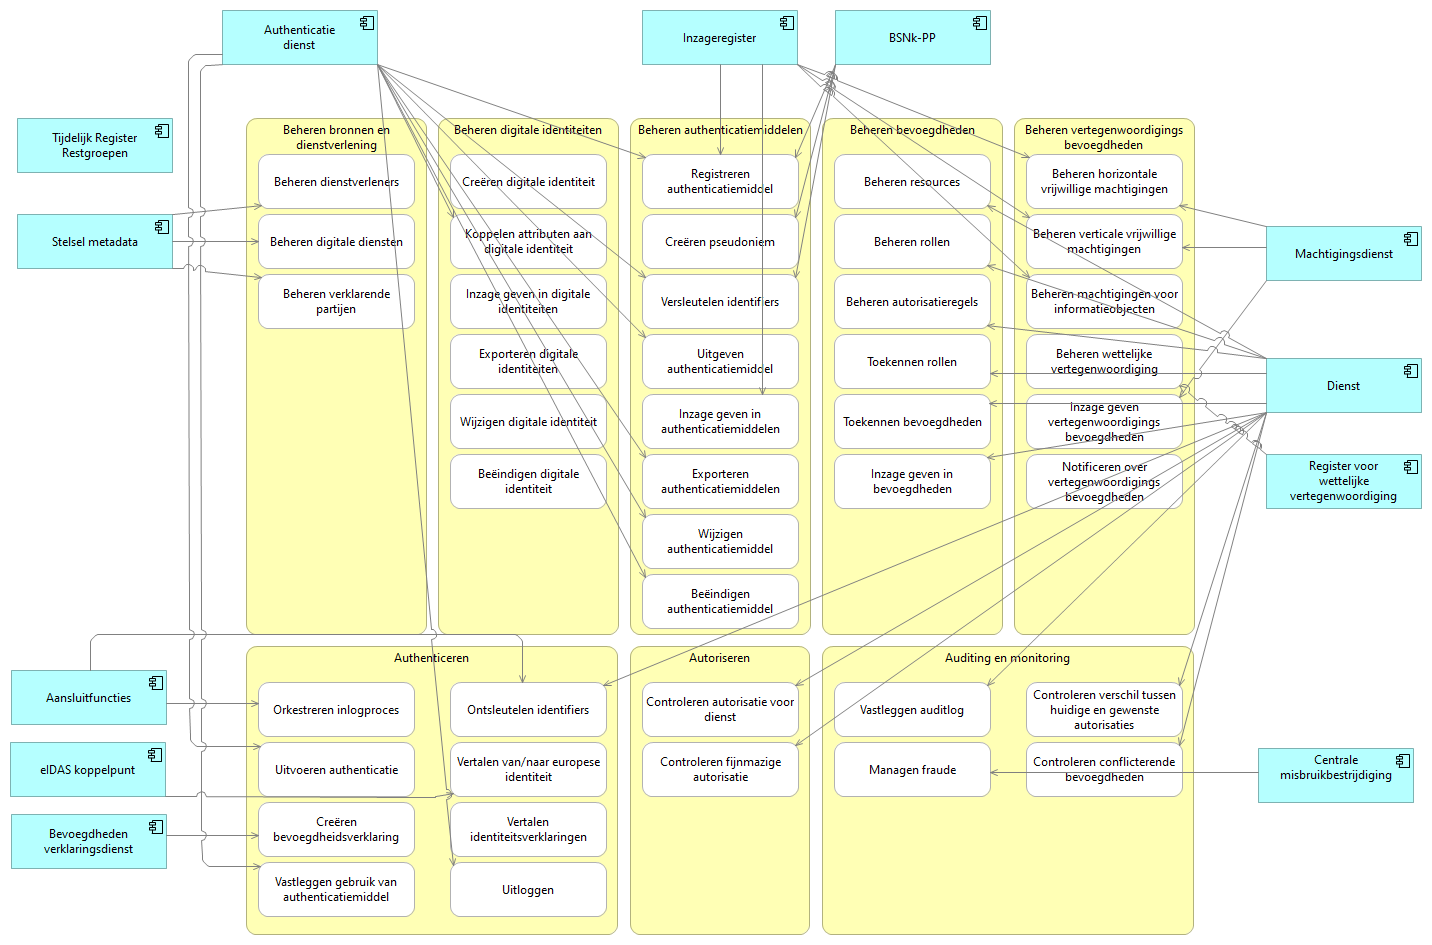 Authenticatie
dienst
Inzageregister
BSNk-PP
Tijdelijk Register
Restgroepen
Stelsel metadata
Beheren bronnen en
dienstverlening
Beheren dienstverleners
Beheren digitale diensten
Beheren verklarende
partijen
Beheren digitale identiteiten
Creëren digitale identiteit
Koppelen attributen aan
digitale identiteit
Inzage geven in digitale
identiteiten
Exporteren digitale
identiteiten
Wijzigen digitale identiteit
Beëindigen digitale
identiteit
Beheren authenticatiemiddelen
Registreren
authenticatiemiddel
Creëren pseudoniem
Versleutelen identifiers
Uitgeven
authenticatiemiddel
Inzage geven in
authenticatiemiddelen
Exporteren
authenticatiemiddelen
Wijzigen
authenticatiemiddel
Beëindigen
authenticatiemiddel
Beheren bevoegdheden
Beheren resources
Beheren rollen
Beheren autorisatieregels
Toekennen rollen
Toekennen bevoegdheden
Inzage geven in
bevoegdheden
Beheren vertegenwoordigings
bevoegdheden
Beheren horizontale
vrijwillige machtigingen
Beheren verticale vrijwillige
machtigingen
Beheren machtigingen voor
informatieobjecten
Beheren wettelijke
vertegenwoordiging
Inzage geven
vertegenwoordigings
bevoegdheden
Notificeren over
vertegenwoordigings
bevoegdheden
Machtigingsdienst
Dienst
Register voor
wettelijke
vertegenwoordiging
Aansluitfuncties
eIDAS koppelpunt
Bevoegdheden
verklaringsdienst
Authenticeren
Orkestreren inlogproces
Ontsleutelen identifiers
Uitvoeren authenticatie
Vertalen van/naar europese
identiteit
Creëren
bevoegdheidsverklaring
Vertalen
identiteitsverklaringen
Vastleggen gebruik van
authenticatiemiddel
Uitloggen
Autoriseren
Controleren autorisatie voor
dienst
Controleren fijnmazige
autorisatie
Auditing en monitoring
Vastleggen auditlog
Controleren verschil tussen
huidige en gewenste
autorisaties
Managen fraude
Controleren conflicterende
bevoegdheden
Centrale
misbruikbestrijdiging